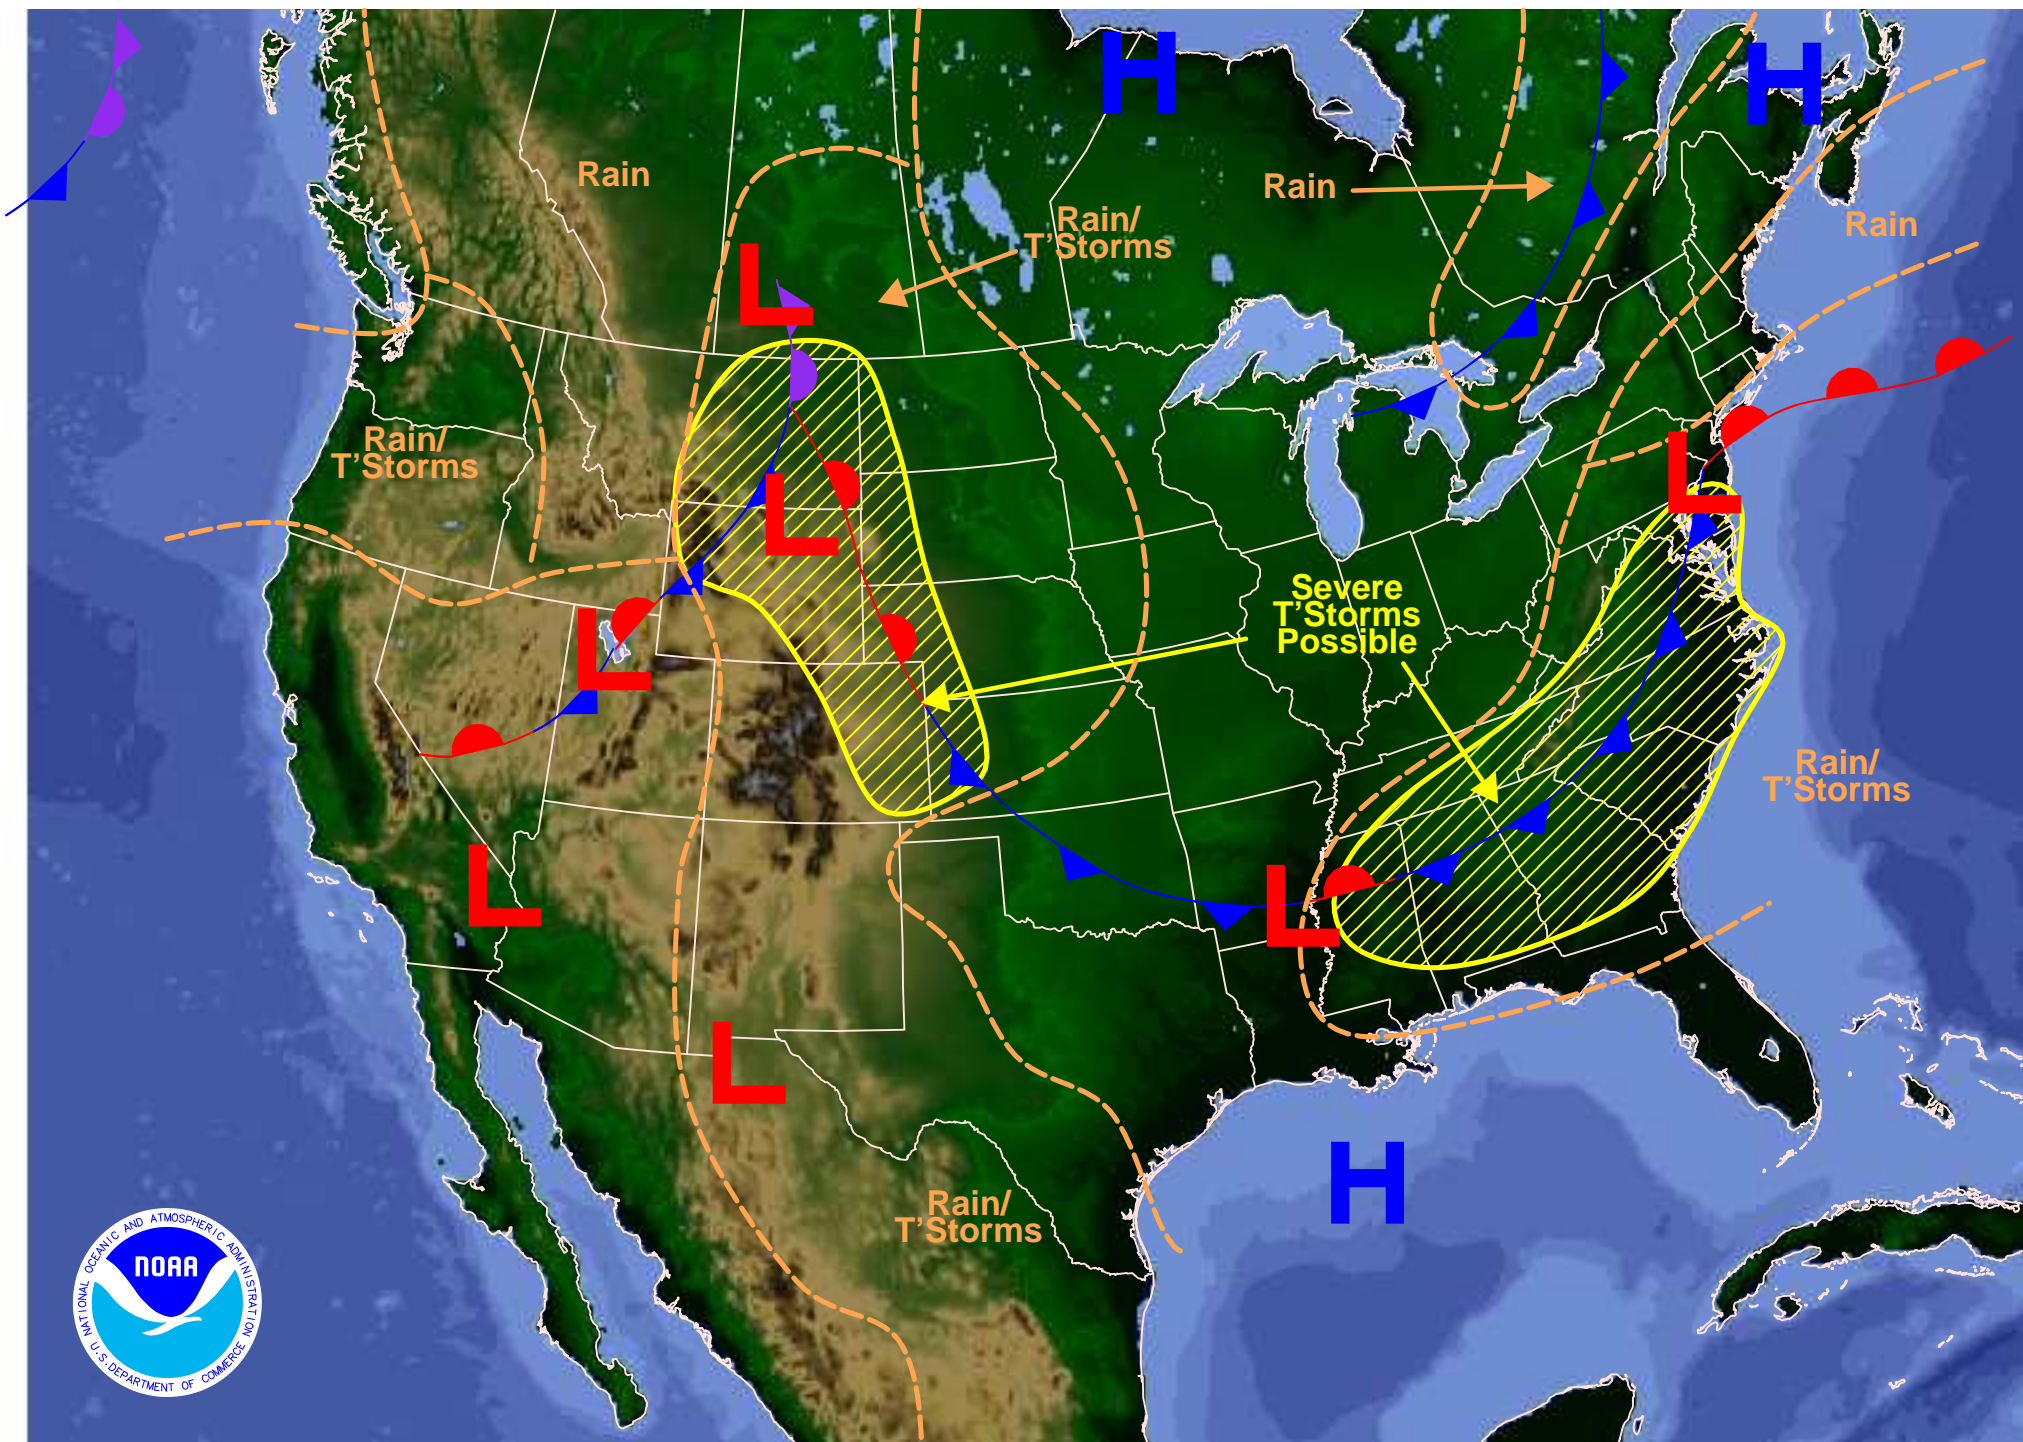 H
H
Rain
Rain
Rain/
T'Storms
Rain
L
Rain/
T'Storms
L
L
Severe
T'Storms
Possible
L
Rain/
T'Storms
L
L
L
H
Rain/
T'Storms
NATIONAL OCEANIC AND ATMOSPHERIC ADMINISTRATION
NOAA
U.S. DEPARTMENT OF COMMERCE